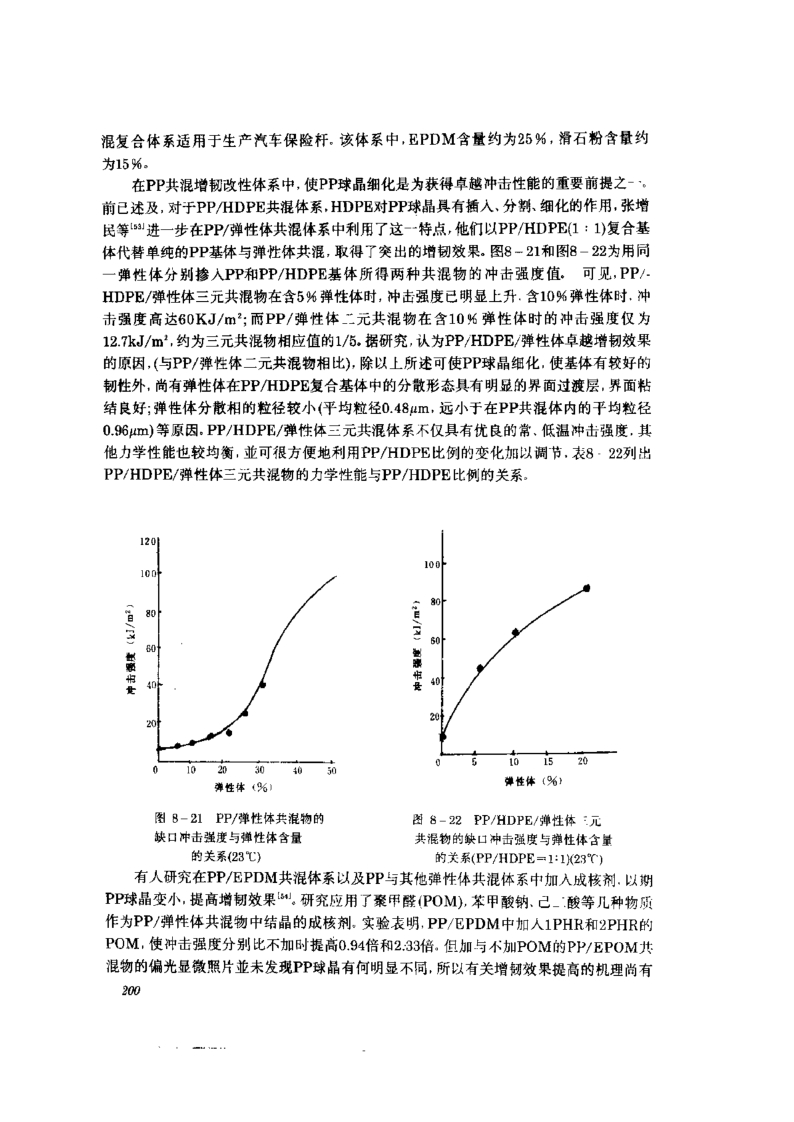 混复合体系适用于生产汽车保险杆。该体系中,EPDM含量约为25%,滑石粉含量约
为15%。
在PP共混增韧改性体系中,使PP球晶细化是为获得卓越冲击性能的重要前提之一。
前已述及,对于PP/HDPE共混体系,HDPE对PP球晶具有插入、分割、细化的作用,张增
民等[53]进一步在PP/弹性体共混体系中利用了这一特点,他们以PP/HDPE(1:1)复合基
体代替单纯的PP基体与弹性体共混,取得了突出的增韧效果。图8-21和图8-22为用同
一弹性体分别掺入PP和PP/HDPE基体所得两种共混物的冲击强度值。 可见,PP/-
HDPE/弹性体三元共混物在含5%弹性体时,冲击强度已明显上升,含10%弹性体时,冲
击强度高达60KJ/m²;而PP/弹性体二元共混物在含10%弹性体时的冲击强度仅为
12.7kJ/m²,约为三元共混物相应值的1/5。据研究,认为PP/HDPE/弹性体卓越增韧效果
的原因,(与PP/弹性体二元共混物相比),除以上所述可使PP球晶细化,使基体有较好的
韧性外,尚有弹性体在PP/HDPE复合基体中的分散形态具有明显的界面过渡层,界面粘
结良好;弹性体分散相的粒径较小(平均粒径0.48μm,远小于在PP共混体内的平均粒径
0.96μm)等原因。PP/HDPE/弹性体三元共混体系不仅具有优良的常、低温冲击强度,其
他力学性能也较均衡,並可很方便地利用PP/HDPE比例的变化加以调节,表8-22列出
PP/HDPE/弹性体三元共混物的力学性能与PP/HDPE比例的关系。
120
100
80
60
40
20
冲击强度(kJ/m²)
0 10 20 30 40 50
弹性体(%)
图 8-21 PP/弹性体共混物的
缺口冲击强度与弹性体含量
的关系(23℃)
100
80
60
40
20
冲击强度(kJ/m²)
0 5 10 15 20
弹性体(%)
图 8-22 PP/HDPE/弹性体三元
共混物的缺口冲击强度与弹性体含量
的关系(PP/HDPE=1:1)(23℃)
有人研究在PP/EPDM共混体系以及PP与其他弹性体共混体系中加入成核剂,以期
PP球晶变小,提高增韧效果[54]。研究应用了聚甲醛(POM),苯甲酸钠、己二酸等几种物质
作为PP/弹性体共混物中结晶的成核剂。实验表明,PP/EPDM中加入1PHR和2PHR的
POM,使冲击强度分别比不加时提高0.94倍和2.33倍。但加与不加POM的PP/EPOM共
混物的偏光显微照片並未发现PP球晶有何明显不同,所以有关增韧效果提高的机理尚有
200